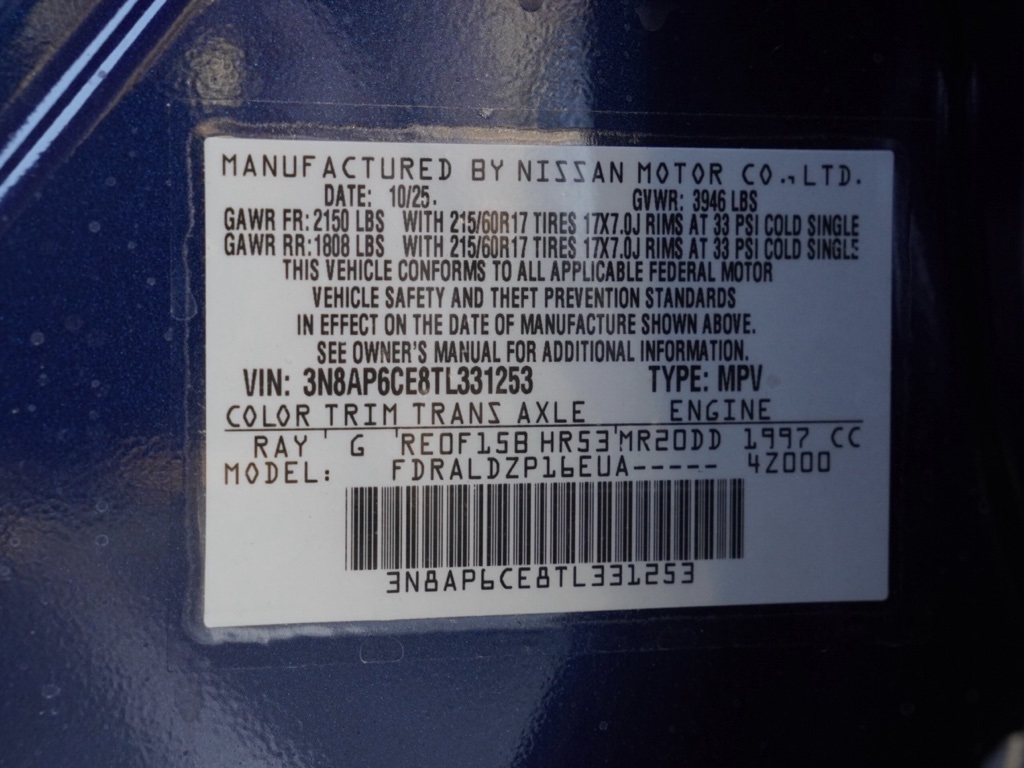 MANUFACTURED BY NISSAN MOTOR CO., LTD.
DATE: 10/25. GVWR: 3946 LBS
GAWR FR: 2150 LBS WITH 215/60R17 TIRES 17X7.0J RIMS AT 33 PSI COLD SINGLE
GAWR RR: 1808 LBS WITH 215/60R17 TIRES 17X7.0J RIMS AT 33 PSI COLD SINGLE
THIS VEHICLE CONFORMS TO ALL APPLICABLE FEDERAL MOTOR
VEHICLE SAFETY AND THEFT PREVENTION STANDARDS
IN EFFECT ON THE DATE OF MANUFACTURE SHOWN ABOVE.
SEE OWNER'S MANUAL FOR ADDITIONAL INFORMATION.
VIN: 3N8AP6CE8TL331253 TYPE: MPV
COLOR TRIM TRANS AXLE ENGINE
RAY ' G ' RE0F15B HR53 ' MR20DD 1997 CC
MODEL: FDRALDZP16EUA----- 4Z000
3N8AP6CE8TL331253